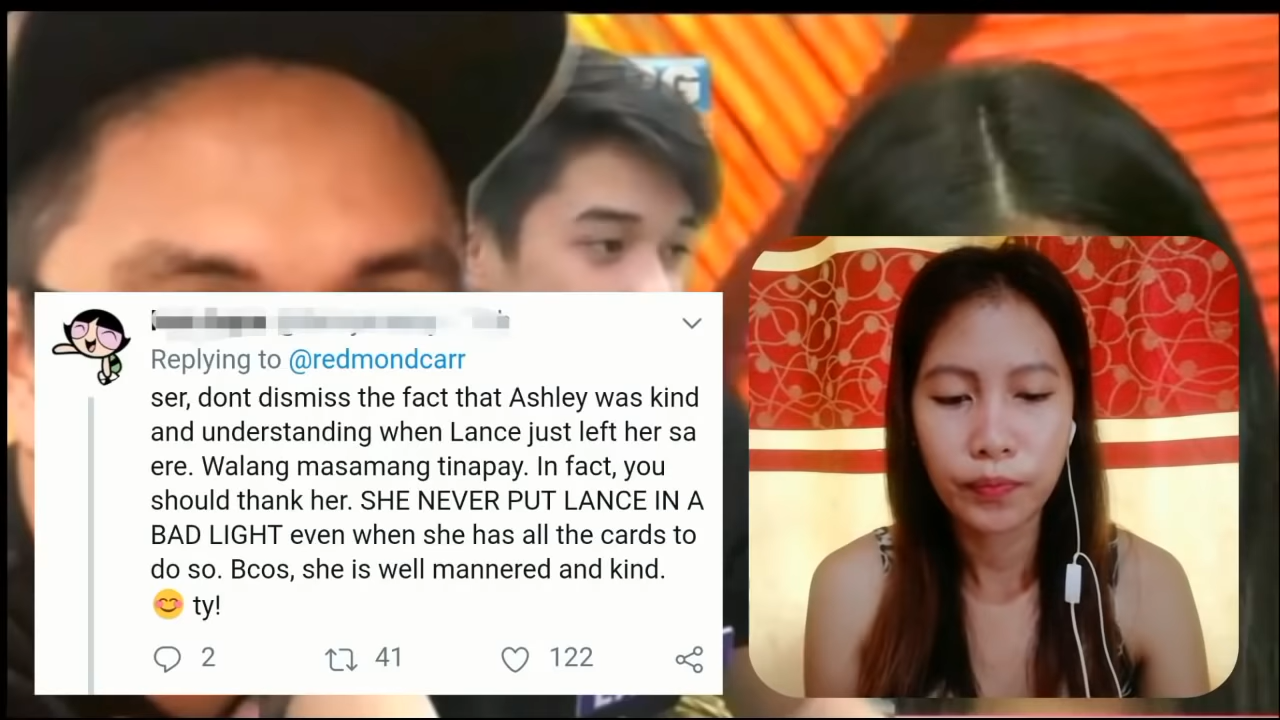 Replying to @redmondcarr
ser, dont dismiss the fact that Ashley was kind
and understanding when Lance just left her sa
ere. Walang masamang tinapay. In fact, you
should thank her. SHE NEVER PUT LANCE IN A
BAD LIGHT even when she has all the cards to
do so. Bcos, she is well mannered and kind.
😊 ty!
2 41 122